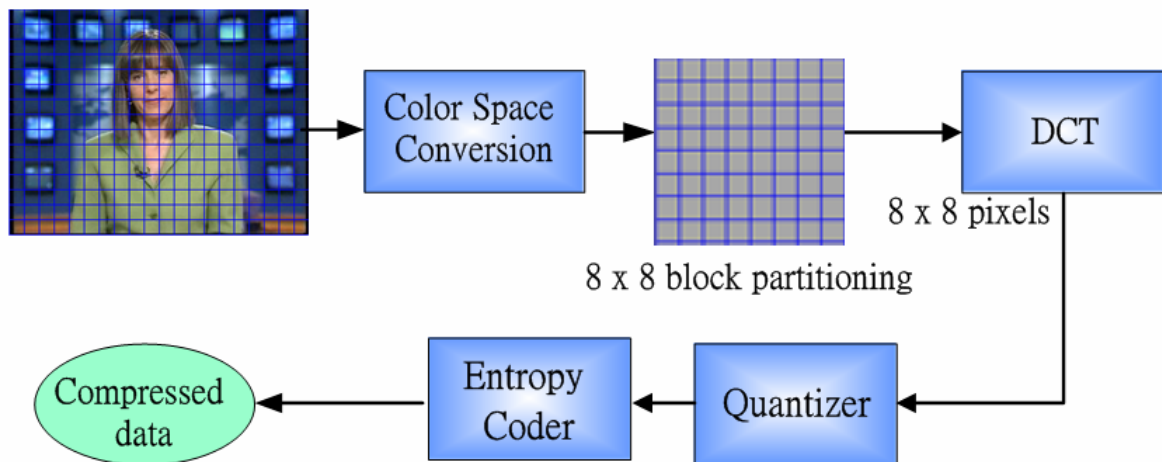 Color Space
Conversion
DCT
8 x 8 pixels
8 x 8 block partitioning
Compressed
data
Entropy
Coder
Quantizer